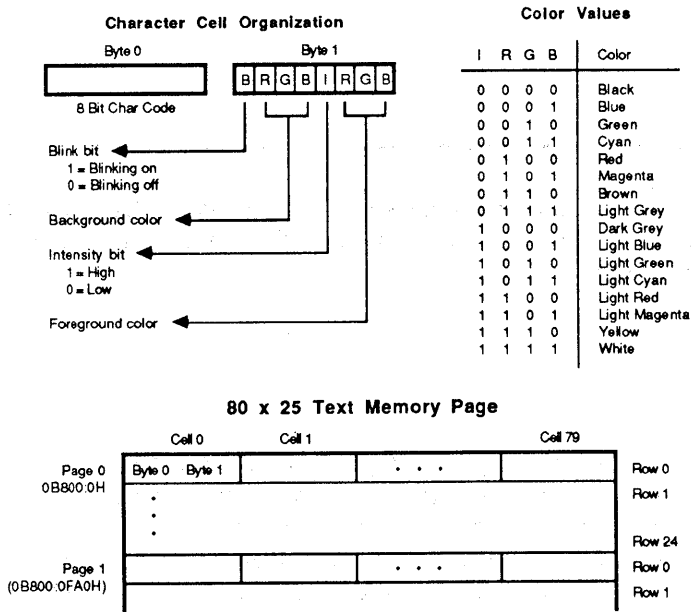 Character Cell Organization
Byte 0 Byte 1
B R G B I R G B
8 Bit Char Code
Blink bit
1 = Blinking on
0 = Blinking off
Background color
Intensity bit
1 = High
0 = Low
Foreground color
Color Values
I R G B Color
0 0 0 0 Black
0 0 0 1 Blue
0 0 1 0 Green
0 0 1 1 Cyan
0 1 0 0 Red
0 1 0 1 Magenta
0 1 1 0 Brown
0 1 1 1 Light Grey
1 0 0 0 Dark Grey
1 0 0 1 Light Blue
1 0 1 0 Light Green
1 0 1 1 Light Cyan
1 1 0 0 Light Red
1 1 0 1 Light Magenta
1 1 1 0 Yellow
1 1 1 1 White
80 x 25 Text Memory Page
Cell 0 Cell 1 Cell 79
Page 0 Byte 0 Byte 1 . . . Row 0
0B800:0H Row 1
Row 24
Page 1 . . . Row 0
(0B800:0FA0H) Row 1